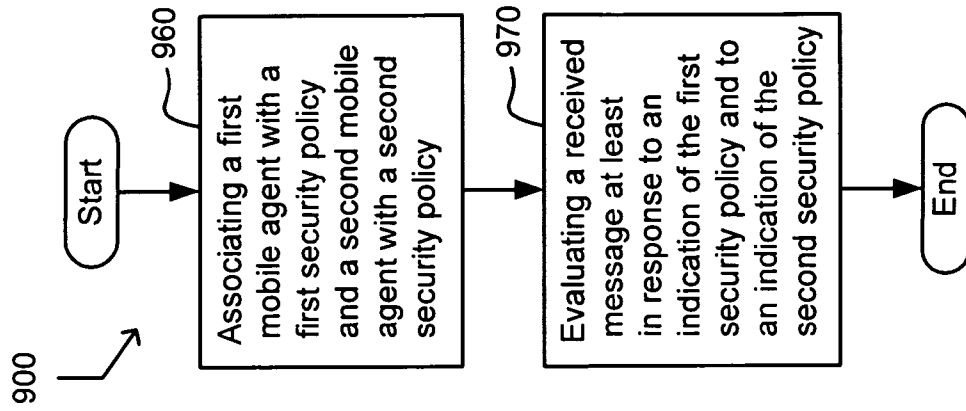 900
Start
960
Associating a first
mobile agent with a
first security policy
and a second mobile
agent with a second
security policy
970
Evaluating a received
message at least
in response to an
indication of the first
security policy and to
an indication of the
second security policy
End